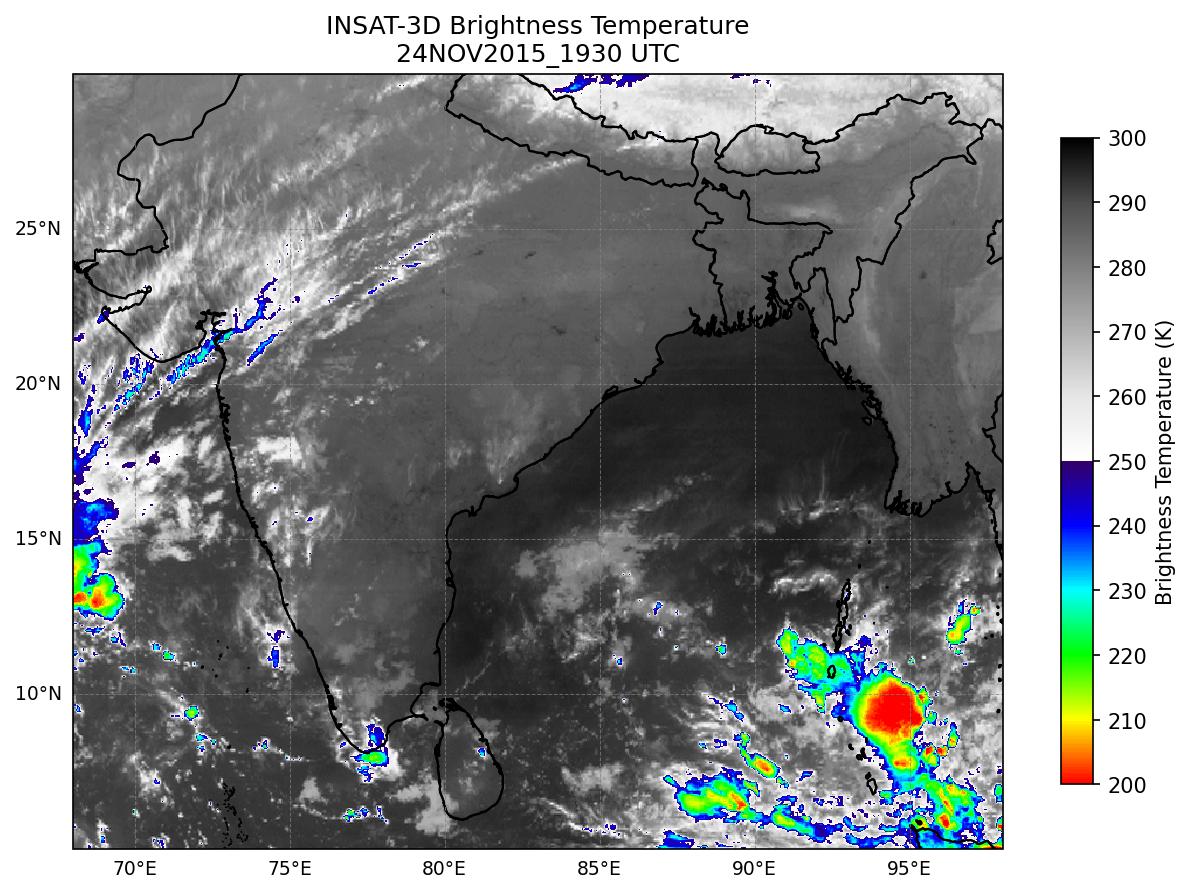 INSAT-3D Brightness Temperature
24NOV2015_1930 UTC
25°N
20°N
15°N
10°N
70°E
75°E
80°E
85°E
90°E
95°E
300
290
280
270
260
250
240
230
220
210
200
Brightness Temperature (K)